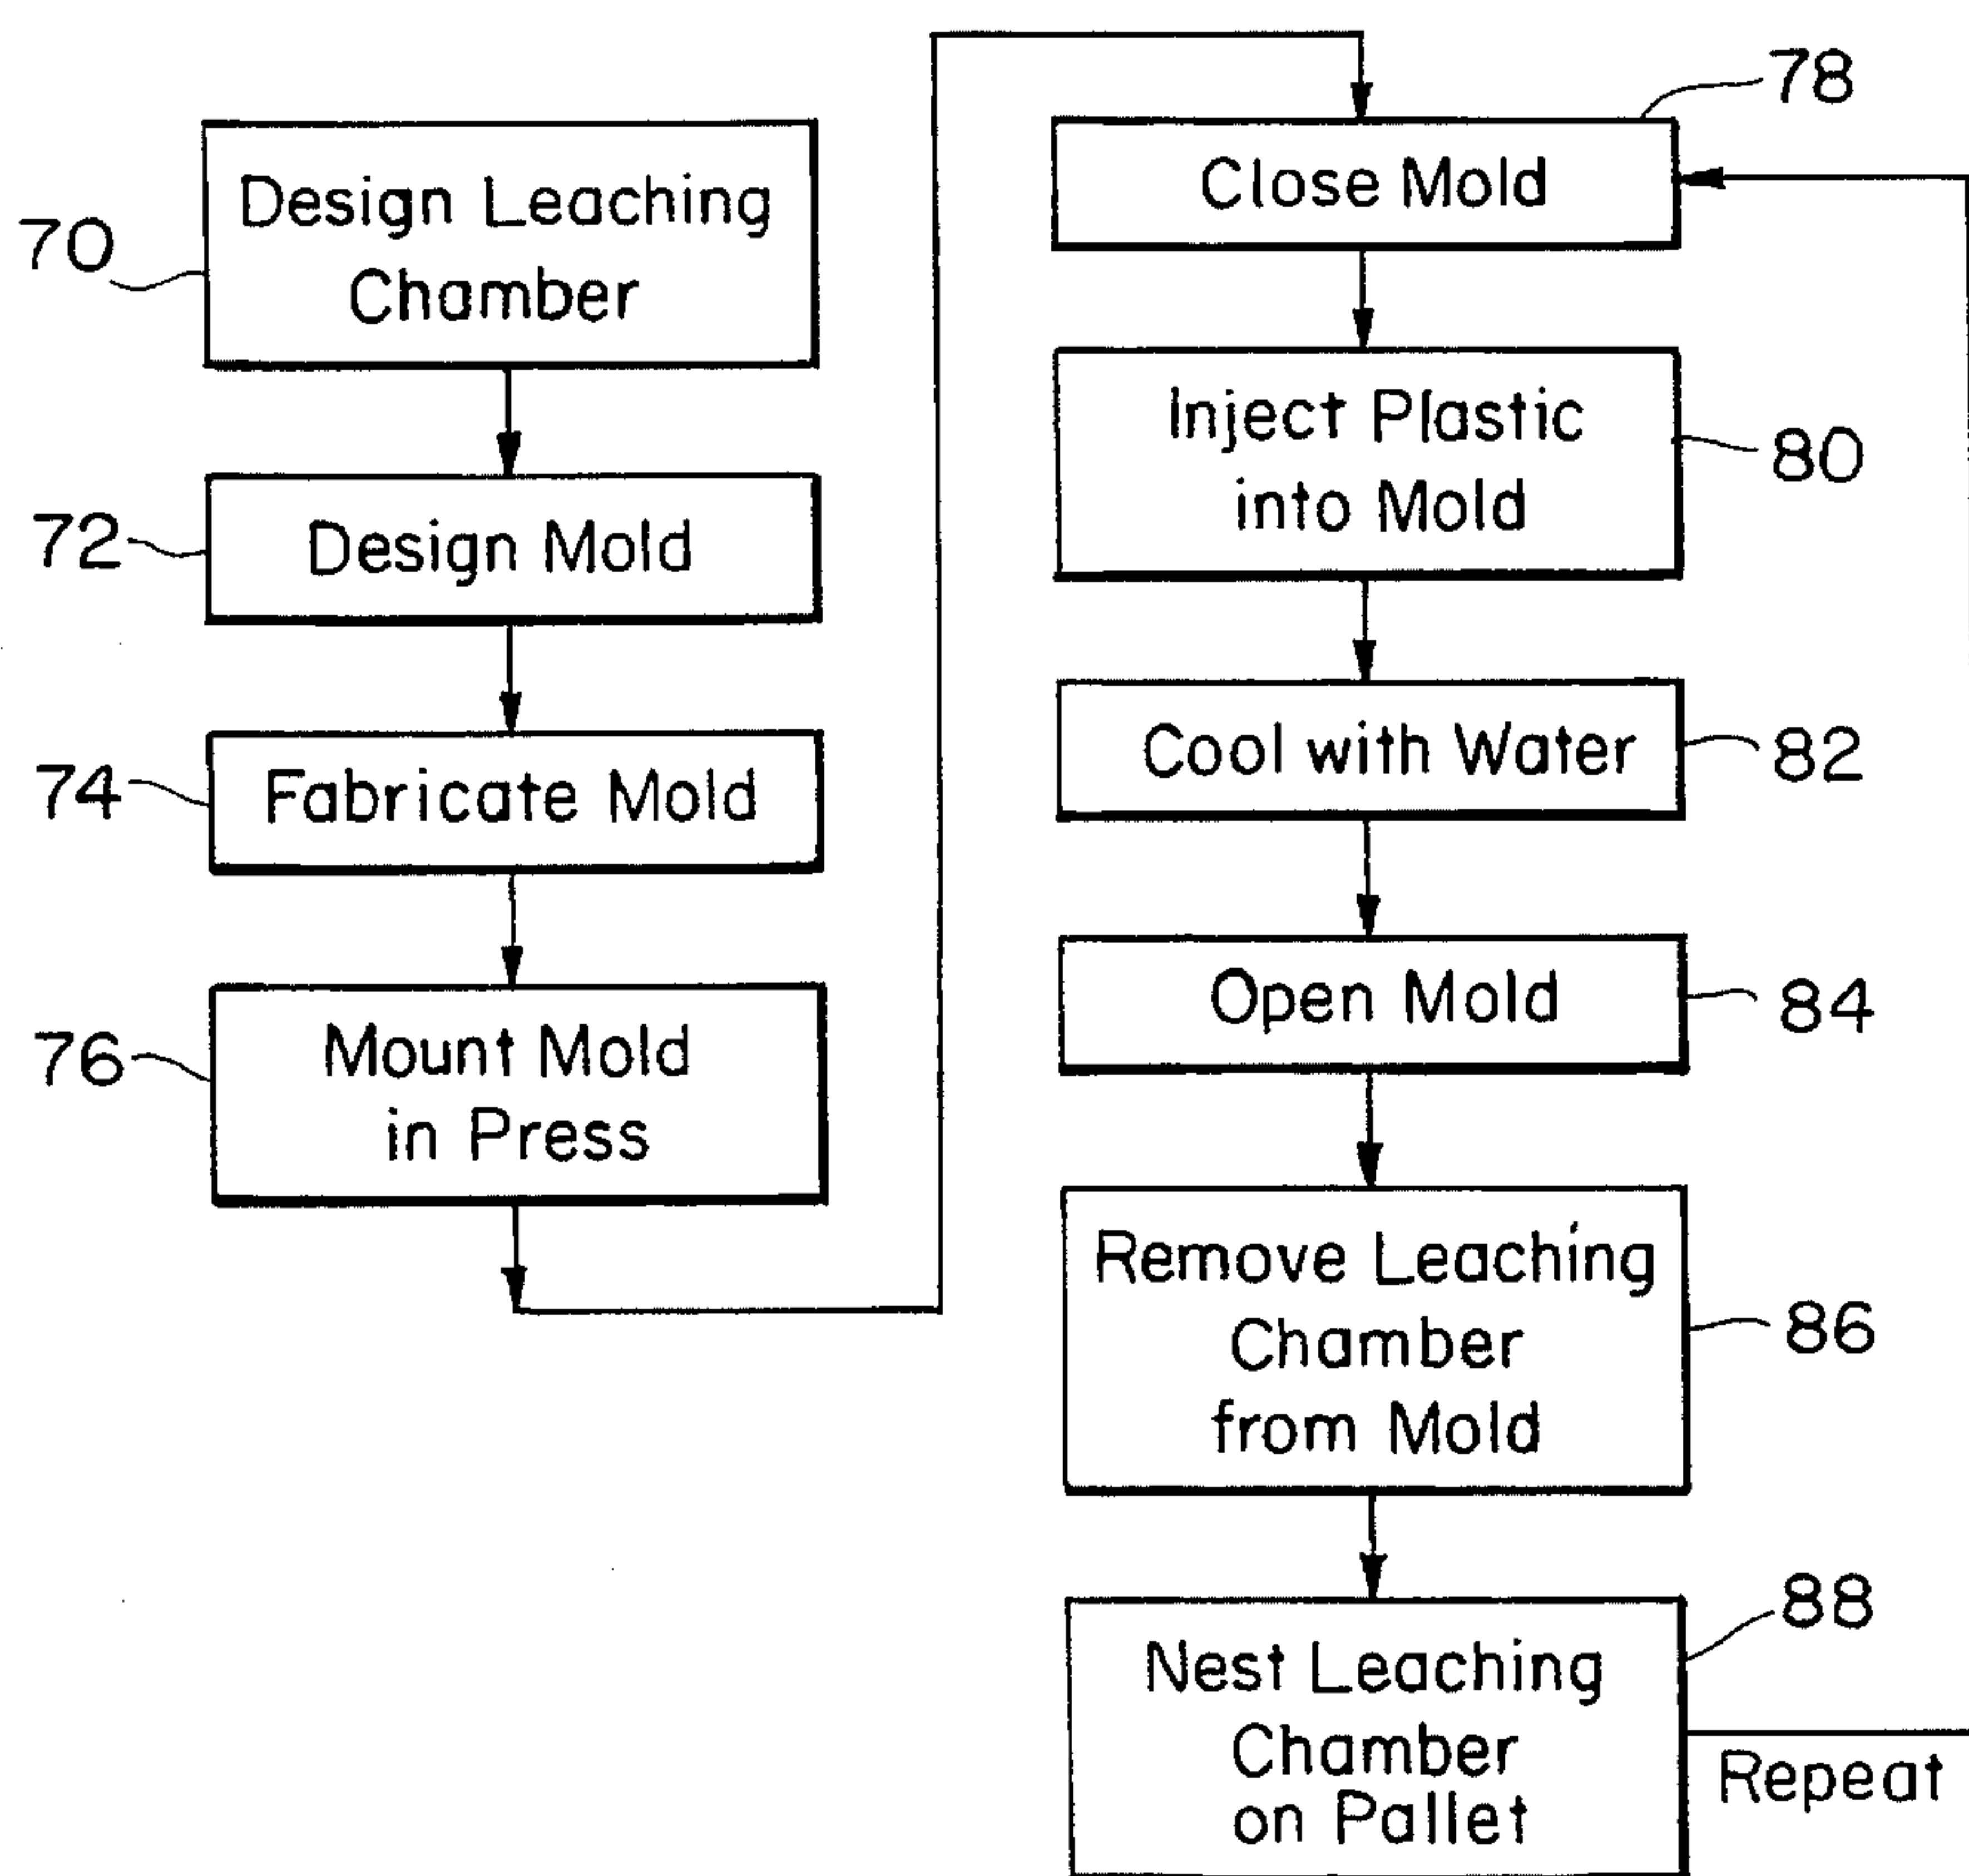 70
Design Leaching
Chamber
72
Design Mold
74
Fabricate Mold
76
Mount Mold
in Press
78
Close Mold
Inject Plastic
into Mold
80
Cool with Water
82
Open Mold
84
Remove Leaching
Chamber
from Mold
86
88
Nest Leaching
Chamber
on Pallet
Repeat